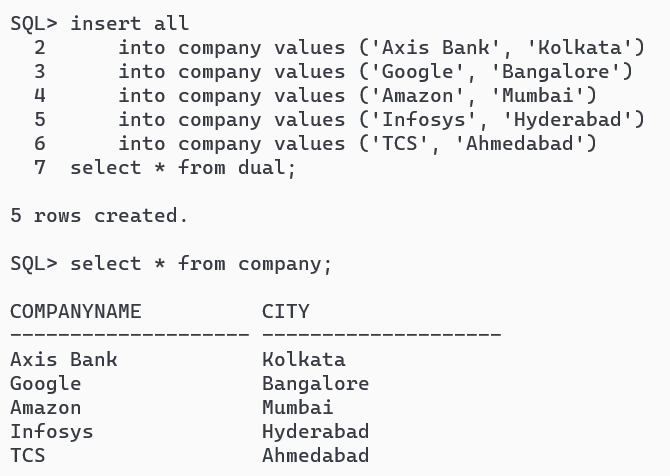 SQL> insert all
  2      into company values ('Axis Bank', 'Kolkata')
  3      into company values ('Google', 'Bangalore')
  4      into company values ('Amazon', 'Mumbai')
  5      into company values ('Infosys', 'Hyderabad')
  6      into company values ('TCS', 'Ahmedabad')
  7  select * from dual;

5 rows created.

SQL> select * from company;

COMPANYNAME          CITY
-------------------- --------------------
Axis Bank            Kolkata
Google               Bangalore
Amazon               Mumbai
Infosys              Hyderabad
TCS                  Ahmedabad